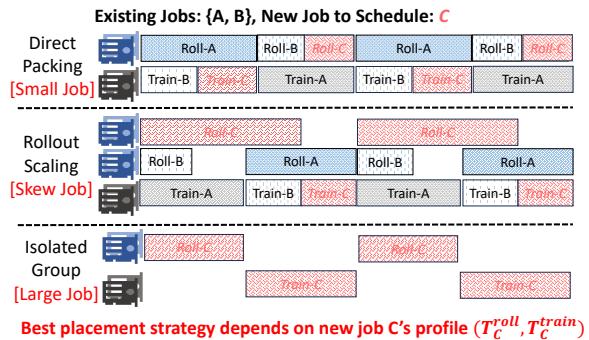 Existing Jobs: {A, B}, New Job to Schedule: C
Direct
Packing
[Small Job]
Roll-A Roll-B Roll-C Roll-A Roll-B Roll-C
Train-B Train-C Train-A Train-B Train-C Train-A
Rollout
Scaling
[Skew Job]
Roll-C Roll-C
Roll-B Roll-A Roll-B Roll-A
Train-A Train-B Train-C Train-A Train-B Train-C
Isolated
Group
[Large Job]
Roll-C Roll-C
Train-C Train-C
Best placement strategy depends on new job C's profile (T_C^{roll}, T_C^{train})